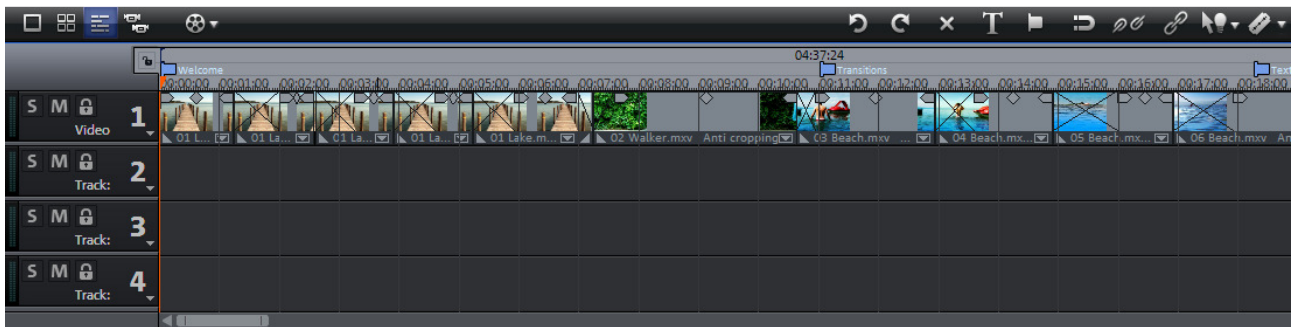 T
04:37:24
Welcome Transitions Text
00:00:00 00:01:00 00:02:00 00:03:00 00:04:00 00:05:00 00:06:00 00:07:00 00:08:00 00:09:00 00:10:00 00:11:00 00:12:00 00:13:00 00:14:00 00:15:00 00:16:00 00:17:00 00:18:00
S M 1
Video
01 L... 01 La... 01 La... 01 La... 01 Lake.m... 02 Walker.mxv Anti cropping 03 Beach.mxv ... 04 Beach.mx... 05 Beach.mx... 06 Beach.mxv An
S M 2
Track:
S M 3
Track:
S M 4
Track: